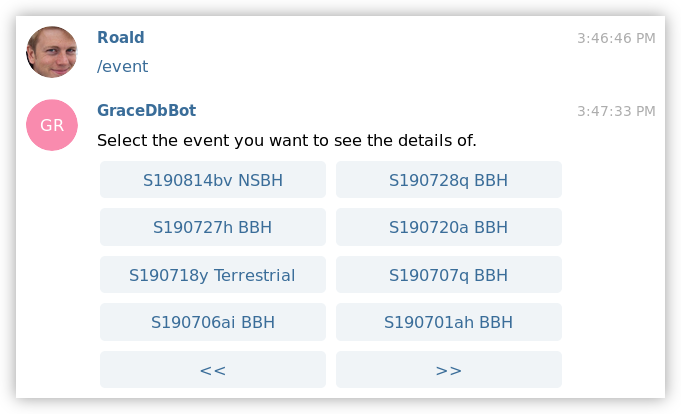 Roald 3:46:46 PM
/event
GraceDbBot 3:47:33 PM
GR
Select the event you want to see the details of.
S190814bv NSBH S190728q BBH
S190727h BBH S190720a BBH
S190718y Terrestrial S190707q BBH
S190706ai BBH S190701ah BBH
<< >>